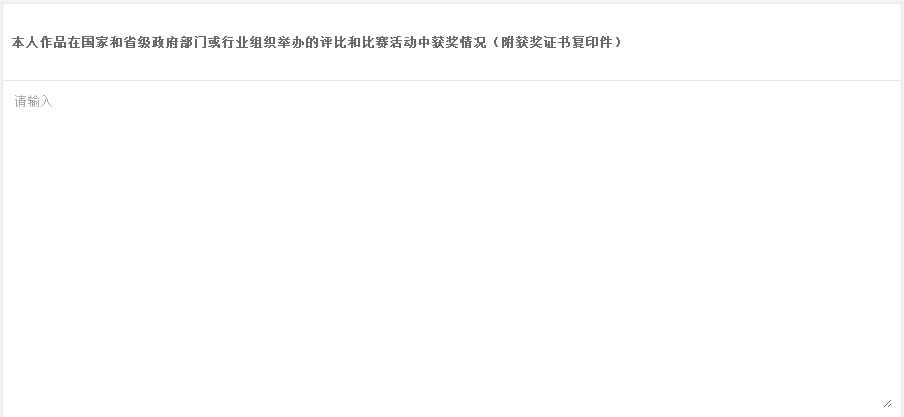 本人作品在国家和省级政府部门或行业组织举办的评比和比赛活动中获奖情况（附获奖证书复印件）
请输入